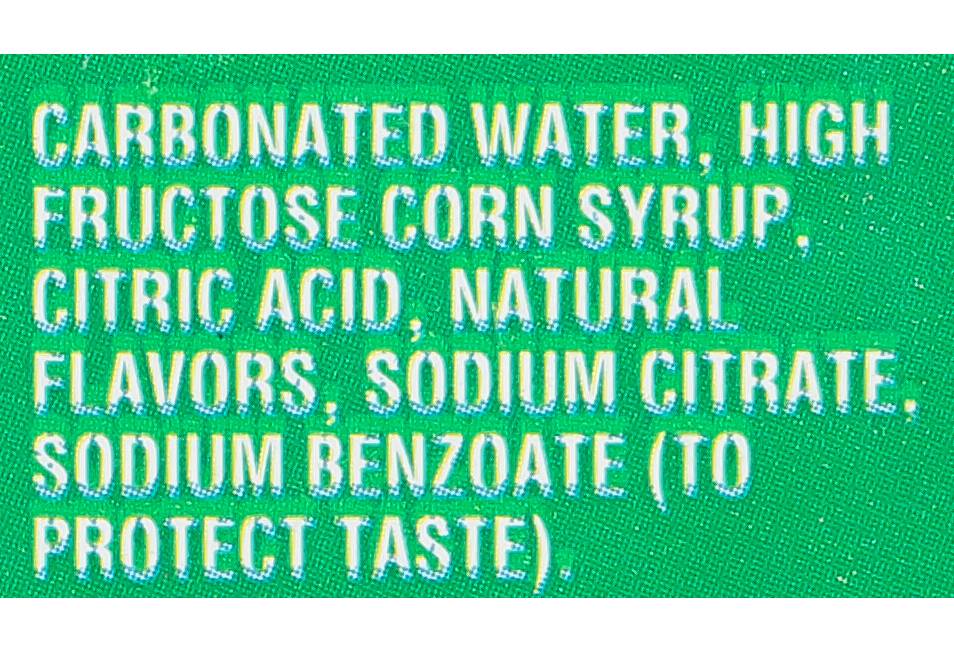 CARBONATED WATER, HIGH
FRUCTOSE CORN SYRUP,
CITRIC ACID, NATURAL
FLAVORS, SODIUM CITRATE,
SODIUM BENZOATE (TO
PROTECT TASTE).